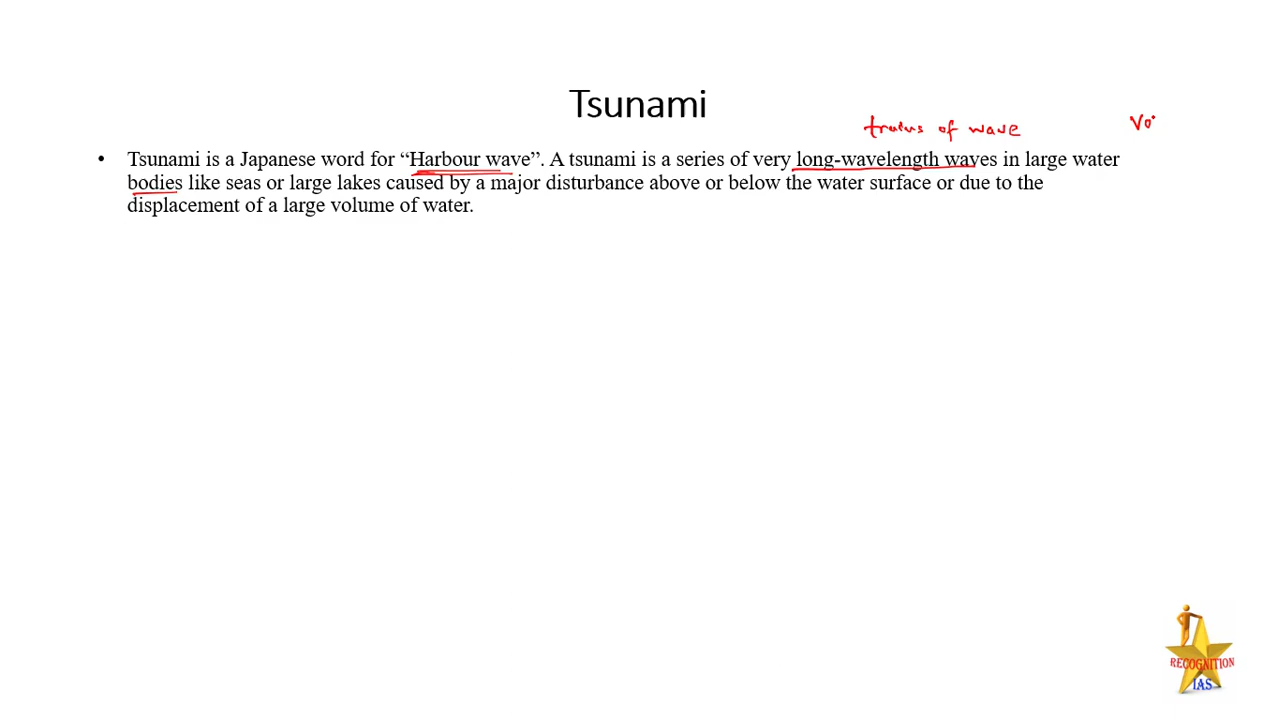 Tsunami
trains of wave
• Tsunami is a Japanese word for “Harbour wave”. A tsunami is a series of very long-wavelength waves in large water
bodies like seas or large lakes caused by a major disturbance above or below the water surface or due to the
displacement of a large volume of water.
RECOGNITION
IAS